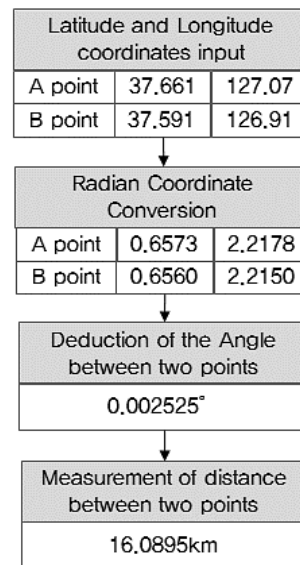 Latitude and Longitude
coordinates input
A point 37.661 127.07
B point 37.591 126.91
Radian Coordinate
Conversion
A point 0.6573 2.2178
B point 0.6560 2.2150
Deduction of the Angle
between two points
0.002525°
Measurement of distance
between two points
16.0895km